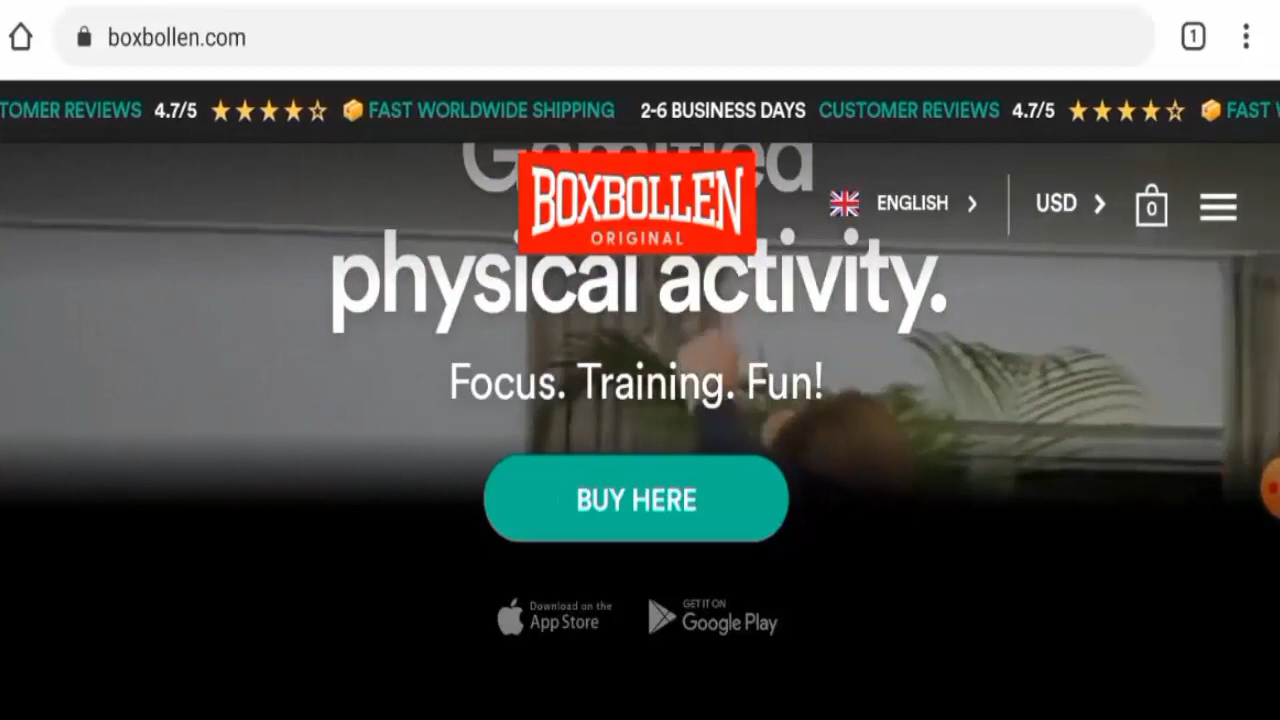 boxbollen.com
1
TOMER REVIEWS 4.7/5 FAST WORLDWIDE SHIPPING 2-6 BUSINESS DAYS CUSTOMER REVIEWS 4.7/5 FAST
Gamified
BOXBOLLEN
ORIGINAL
ENGLISH
USD
0
physical activity.
Focus. Training. Fun!
BUY HERE
Download on the
App Store
GET IT ON
Google Play